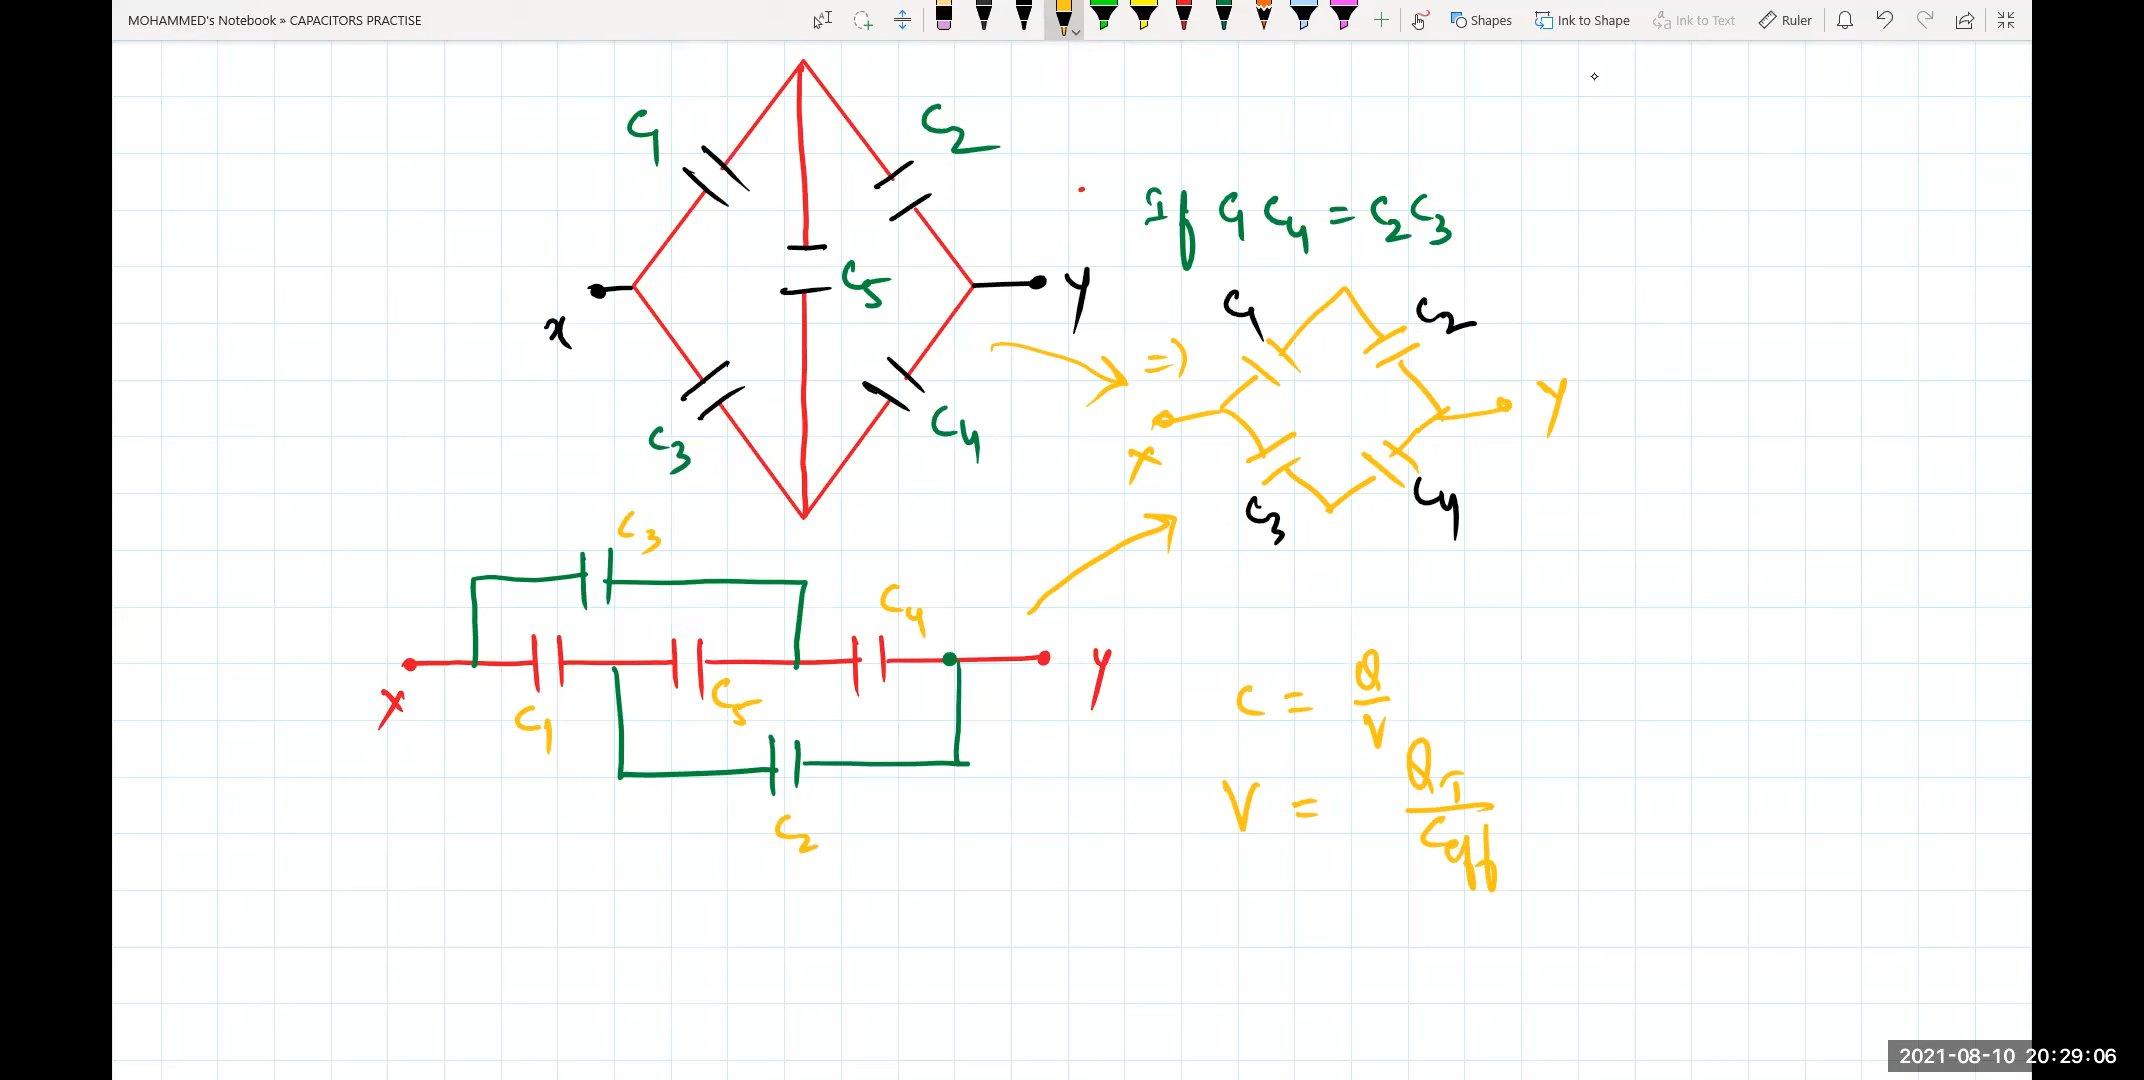 MOHAMMED's Notebook » CAPACITORS PRACTISE
Shapes
Ink to Shape
Ink to Text
Ruler
C1
C2
If C1 C4 = C2 C3
C5
x
y
C3
C4
=)
C1
C2
X
Y
C3
C4
C3
C4
X
C1
C5
Y
C2
C = Q/V
V = QT/Ceff
2021-08-10 20:29:06